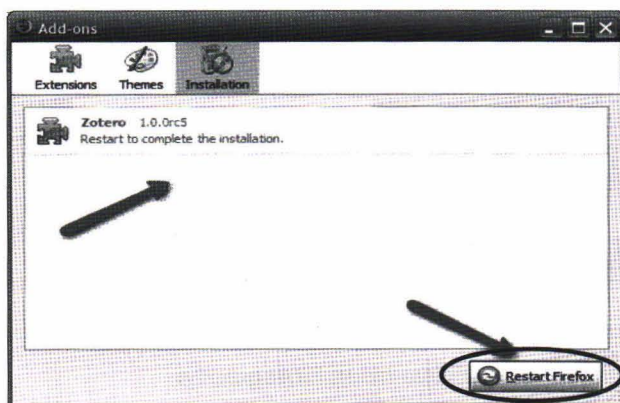 Add-ons
Extensions Themes Installation
Zotero 1.0.0rc5
Restart to complete the installation.
Restart Firefox